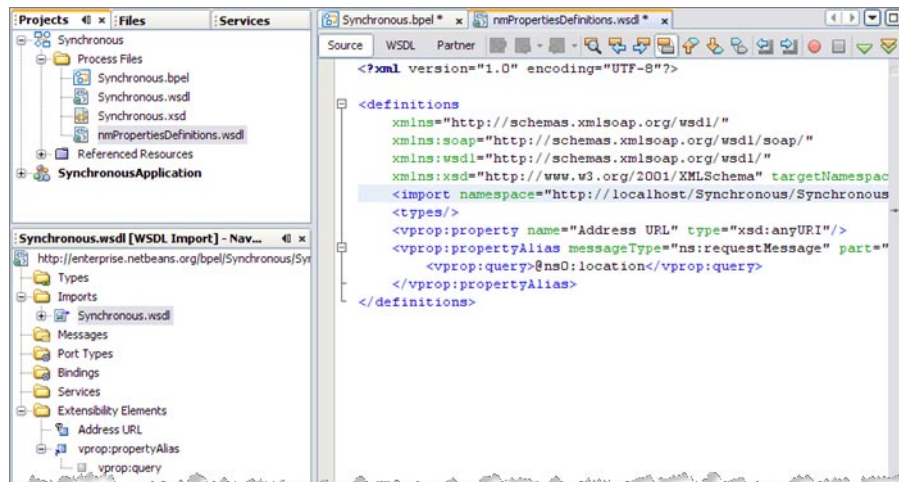 Projects
Files
Services
Synchronous
Process Files
Synchronous.bpel
Synchronous.wsdl
Synchronous.xsd
nmPropertiesDefinitions.wsdl
Referenced Resources
SynchronousApplication
Synchronous.wsdl [WSDL Import] - Nav...
http://enterprise.netbeans.org/bpel/Synchronous/Syr
Types
Imports
Synchronous.wsdl
Messages
Port Types
Bindings
Services
Extensibility Elements
Address URL
vprop:propertyAlias
vprop:query
Synchronous.bpel * x
nmPropertiesDefinitions.wsdl * x
Source WSDL Partner
<?xml version="1.0" encoding="UTF-8"?>
<definitions
xmlns="http://schemas.xmlsoap.org/wsdl/"
xmlns:soap="http://schemas.xmlsoap.org/wsdl/soap/"
xmlns:wsdl="http://schemas.xmlsoap.org/wsdl/"
xmlns:xsd="http://www.w3.org/2001/XMLSchema" targetNamespac
<import namespace="http://localhost/Synchronous/Synchronous
<types/>
<vprop:property name="Address URL" type="xsd:anyURI"/>
<vprop:propertyAlias messageType="ns:requestMessage" part="
<vprop:query>@ns0:location</vprop:query>
</vprop:propertyAlias>
</definitions>